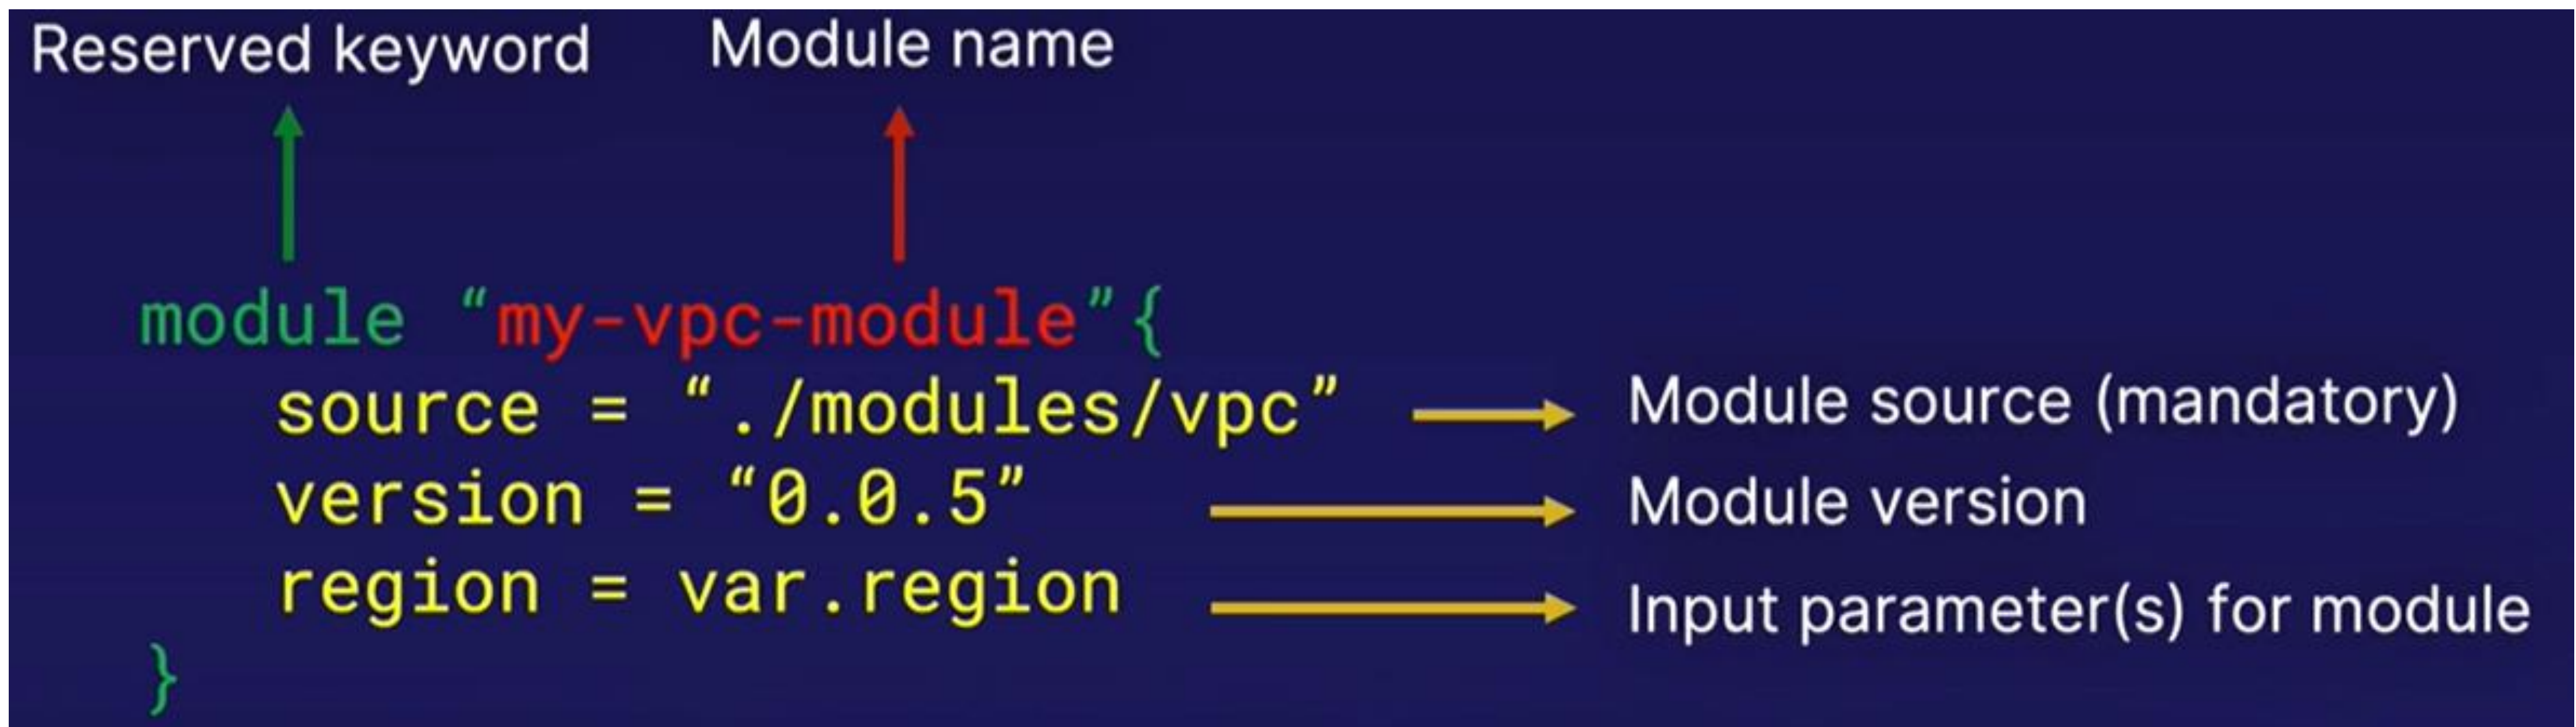 Reserved keyword Module name
module “my-vpc-module”{
source = “./modules/vpc” Module source (mandatory)
version = “0.0.5” Module version
region = var.region Input parameter(s) for module
}